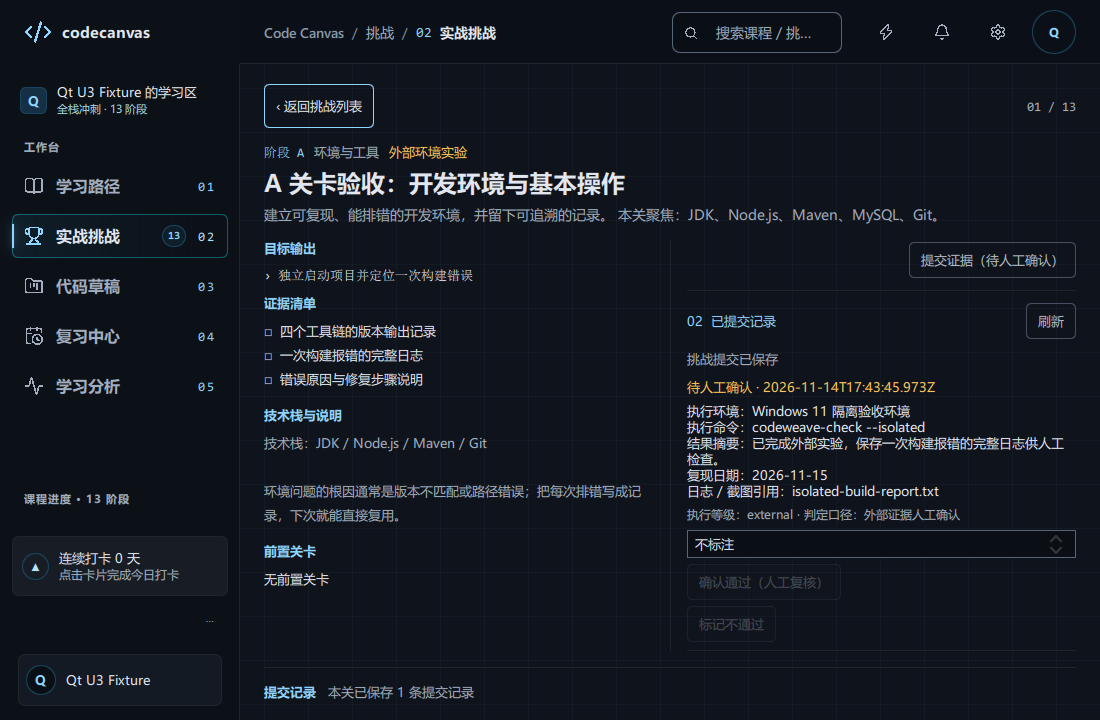 codecanvas
Code Canvas / 挑战 / 02 实战挑战
搜索课程 / 挑...
Q
Q
Qt U3 Fixture 的学习区
全栈冲刺 · 13 阶段
工作台
学习路径 01
实战挑战 13 02
代码草稿 03
复习中心 04
学习分析 05
课程进度 • 13 阶段
连续打卡 0 天
点击卡片完成今日打卡
...
Q
Qt U3 Fixture
‹ 返回挑战列表
01 / 13
阶段 A 环境与工具 外部环境实验
A 关卡验收：开发环境与基本操作
建立可复现、能排错的开发环境，并留下可追溯的记录。 本关聚焦：JDK、Node.js、Maven、MySQL、Git。
目标输出
› 独立启动项目并定位一次构建错误
证据清单
四个工具链的版本输出记录
一次构建报错的完整日志
错误原因与修复步骤说明
技术栈与说明
技术栈：JDK / Node.js / Maven / Git
环境问题的根因通常是版本不匹配或路径错误；把每次排错写成记
录，下次就能直接复用。
前置关卡
无前置关卡
提交证据（待人工确认）
02 已提交记录
刷新
挑战提交已保存
待人工确认 · 2026-11-14T17:43:45.973Z
执行环境：Windows 11 隔离验收环境
执行命令：codeweave-check --isolated
结果摘要：已完成外部实验，保存一次构建报错的完整日志供人工
检查。
复现日期：2026-11-15
日志 / 截图引用：isolated-build-report.txt
执行等级：external · 判定口径：外部证据人工确认
不标注
确认通过（人工复核）
标记不通过
提交记录 本关已保存 1 条提交记录